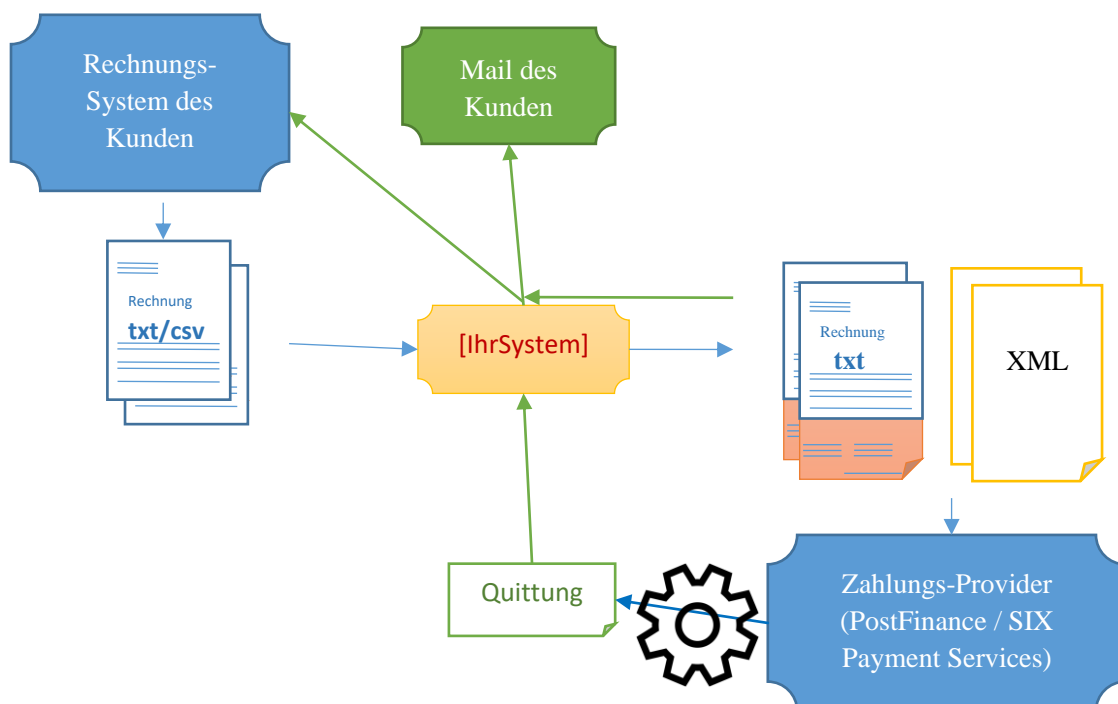 Rechnungs-
System des
Kunden
Mail des
Kunden
Rechnung
txt/csv
[IhrSystem]
Rechnung
txt
XML
Quittung
Zahlungs-Provider
(PostFinance / SIX
Payment Services)